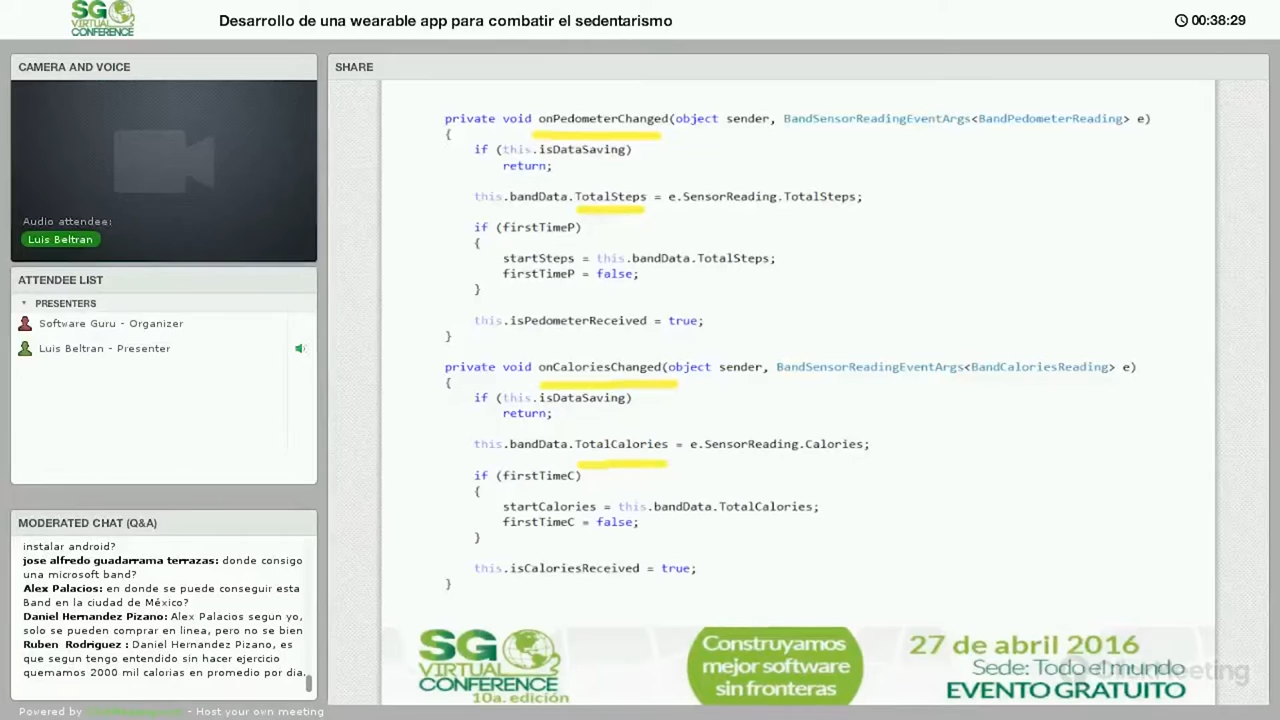 SG
VIRTUAL
CONFERENCE
Desarrollo de una wearable app para combatir el sedentarismo
00:38:29
CAMERA AND VOICE
Audio attendee:
Luis Beltran
ATTENDEE LIST
PRESENTERS
Software Guru - Organizer
Luis Beltran - Presenter
MODERATED CHAT (Q&A)
instalar android?
jose alfredo guadarrama terrazas: donde consigo
una microsoft band?
Alex Palacios: en donde se puede conseguir esta
Band en la ciudad de México?
Daniel Hernandez Pizano: Alex Palacios segun yo,
solo se pueden comprar en linea, pero no se bien
Ruben Rodriguez : Daniel Hernandez Pizano, es
que segun tengo entendido sin hacer ejercicio
quemamos 2000 mil calorias en promedio por dia.
Powered by ClickMeeting.com - Host your own meeting
SHARE
private void onPedometerChanged(object sender, BandSensorReadingEventArgs<BandPedometerReading> e)
{
if (this.isDataSaving)
return;
this.bandData.TotalSteps = e.SensorReading.TotalSteps;
if (firstTimeP)
{
startSteps = this.bandData.TotalSteps;
firstTimeP = false;
}
this.isPedometerReceived = true;
}
private void onCaloriesChanged(object sender, BandSensorReadingEventArgs<BandCaloriesReading> e)
{
if (this.isDataSaving)
return;
this.bandData.TotalCalories = e.SensorReading.Calories;
if (firstTimeC)
{
startCalories = this.bandData.TotalCalories;
firstTimeC = false;
}
this.isCaloriesReceived = true;
}
SG
VIRTUAL
CONFERENCE
10a. edición
Construyamos
mejor software
sin fronteras
27 de abril 2016
Sede: Todo el mundo
EVENTO GRATUITO
ClickMeeting